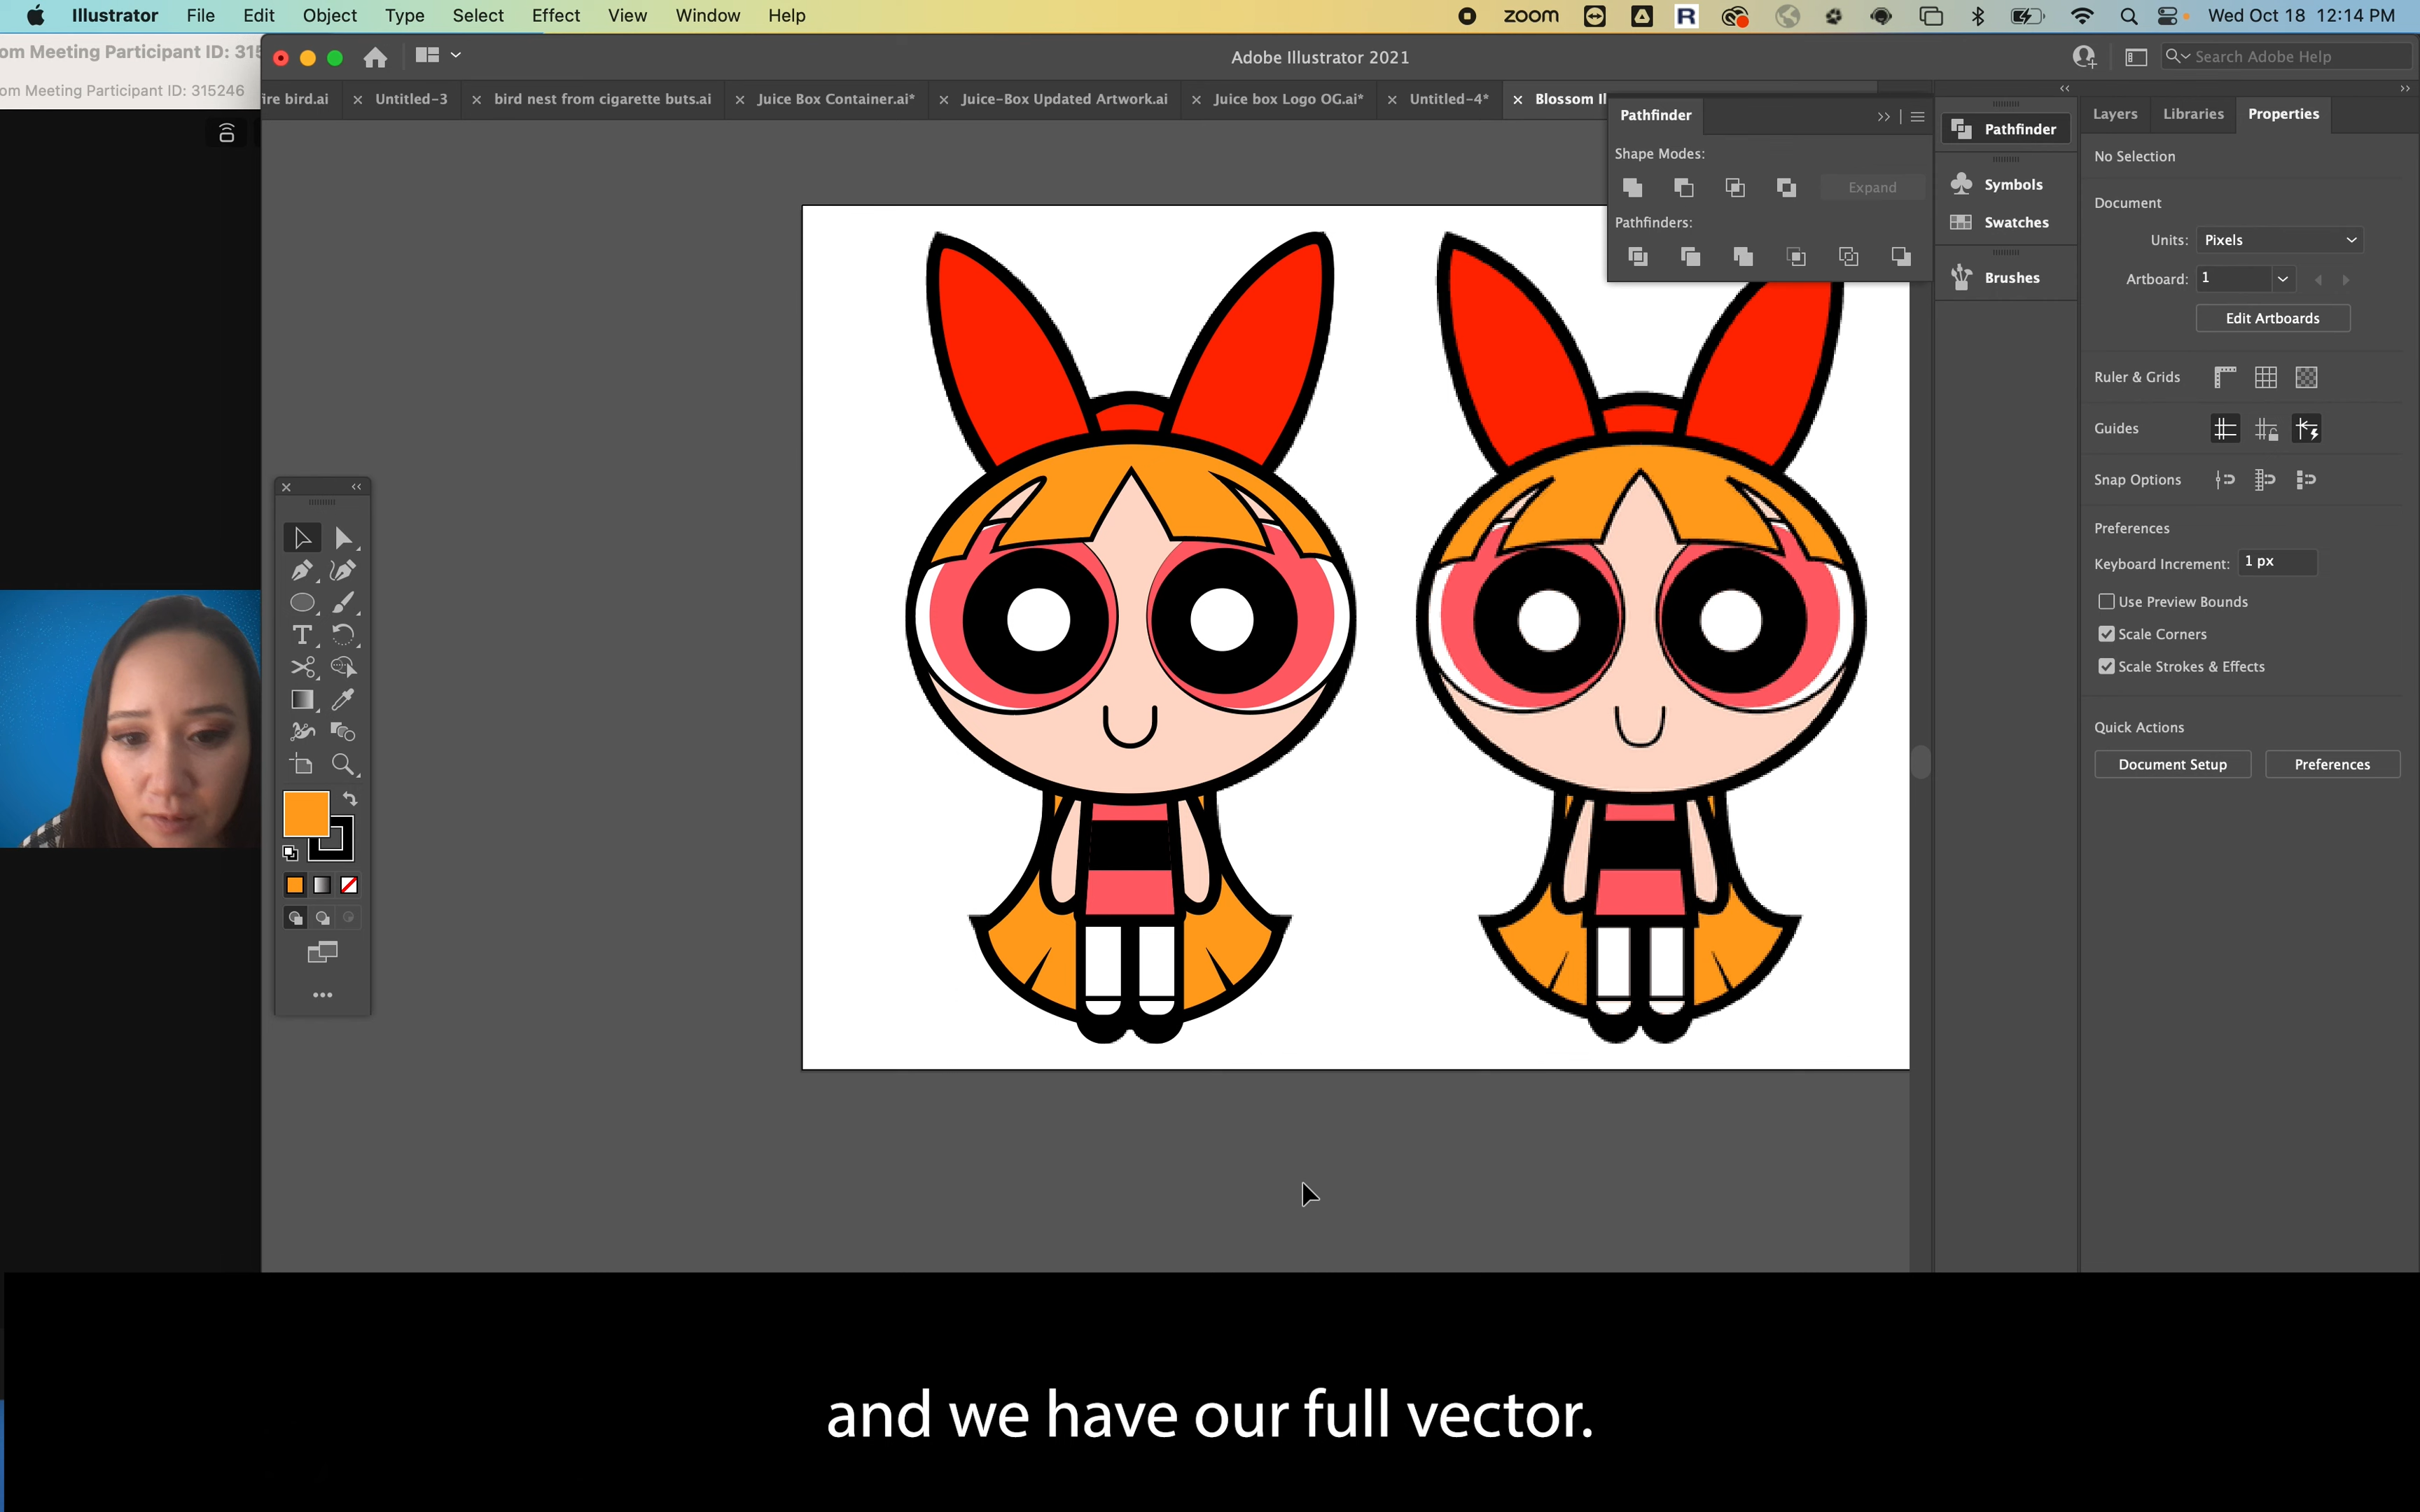 Illustrator File Edit Object Type Select Effect View Window Help
zoom
R
Wed Oct 18 12:14 PM
om Meeting Participant ID: 315
om Meeting Participant ID: 315246
Adobe Illustrator 2021
Search Adobe Help
ire bird.ai
Untitled-3
bird nest from cigarette buts.ai
Juice Box Container.ai*
Juice-Box Updated Artwork.ai
Juice box Logo OG.ai*
Untitled-4*
Blossom Il
Pathfinder
Shape Modes:
Expand
Pathfinders:
Pathfinder
Symbols
Swatches
Brushes
Layers Libraries Properties
No Selection
Document
Units: Pixels
Artboard: 1
Edit Artboards
Ruler & Grids
Guides
Snap Options
Preferences
Keyboard Increment: 1 px
Use Preview Bounds
Scale Corners
Scale Strokes & Effects
Quick Actions
Document Setup Preferences
and we have our full vector.